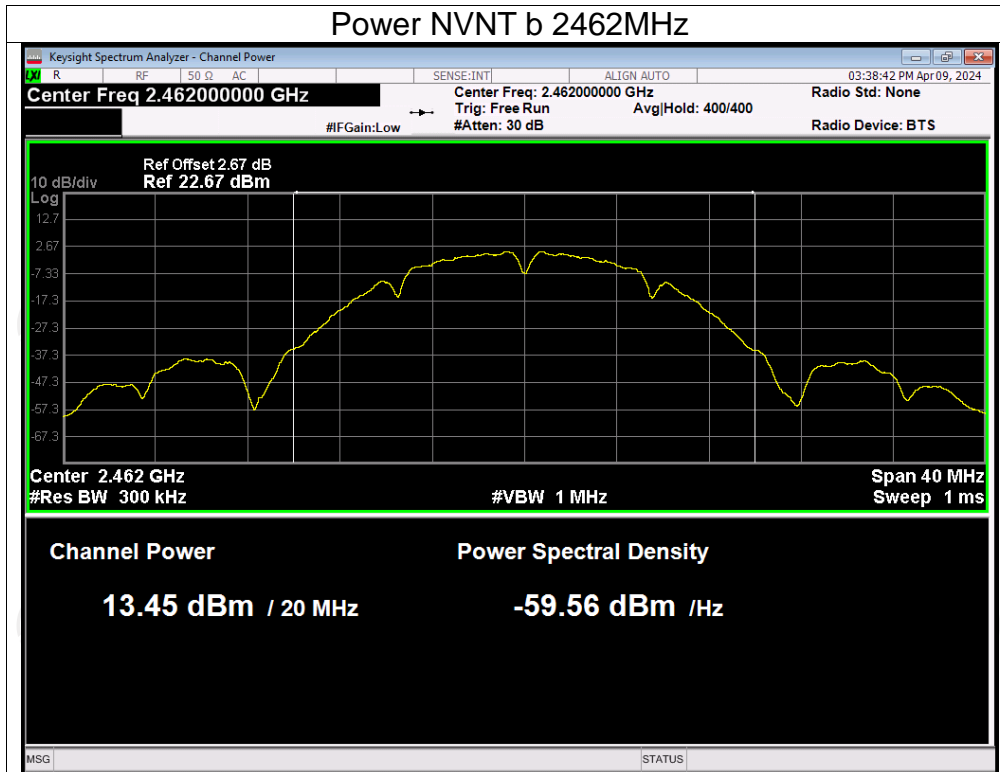 Power NVNT b 2462MHz
Keysight Spectrum Analyzer - Channel Power
LXI R RF 50 Ω AC SENSE:INT ALIGN AUTO 03:38:42 PM Apr 09, 2024
Center Freq 2.462000000 GHz Center Freq: 2.462000000 GHz Radio Std: None
Trig: Free Run Avg|Hold: 400/400
#IFGain:Low #Atten: 30 dB Radio Device: BTS
Ref Offset 2.67 dB
10 dB/div Ref 22.67 dBm
Log
12.7
2.67
-7.33
-17.3
-27.3
-37.3
-47.3
-57.3
-67.3
Center 2.462 GHz Span 40 MHz
#Res BW 300 kHz #VBW 1 MHz Sweep 1 ms
Channel Power Power Spectral Density
13.45 dBm / 20 MHz -59.56 dBm /Hz
MSG STATUS